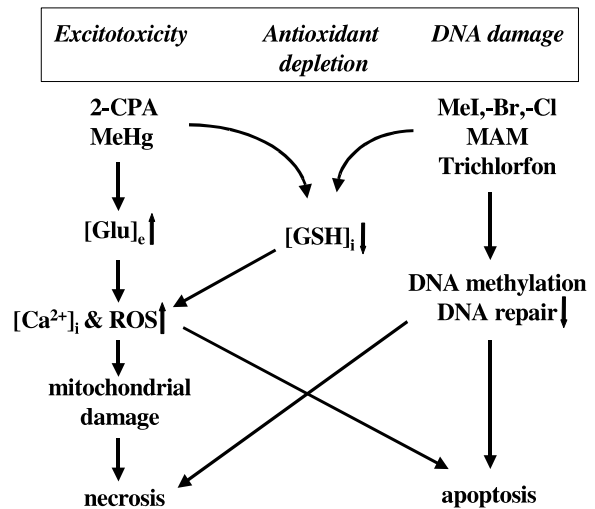 Excitotoxicity
Antioxidant
depletion
DNA damage
2-CPA
MeHg
MeI,-Br,-Cl
MAM
Trichlorfon
[Glu]e↑
[GSH]i↓
DNA methylation
DNA repair↓
[Ca2+]i & ROS↑
mitochondrial
damage
necrosis
apoptosis